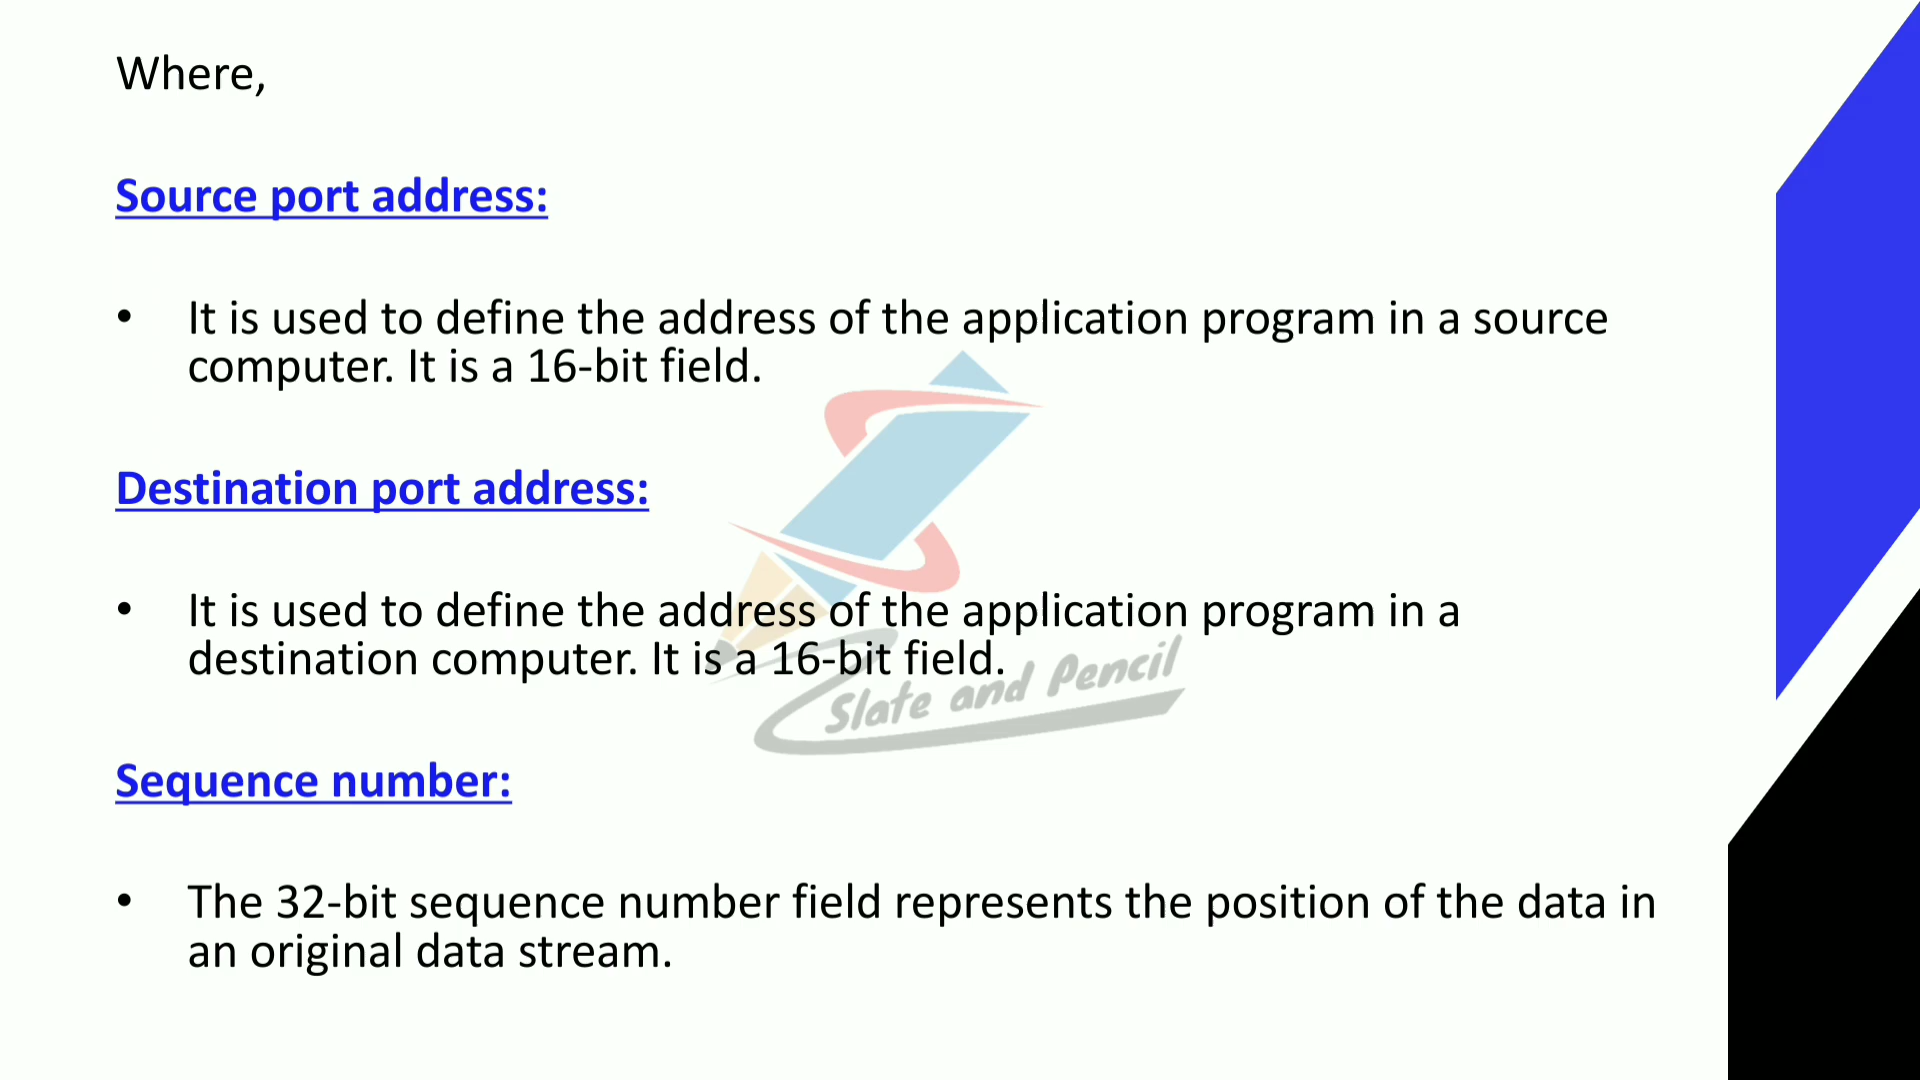 Where,
Source port address:
• It is used to define the address of the application program in a source
computer. It is a 16-bit field.
Destination port address:
• It is used to define the address of the application program in a
destination computer. It is a 16-bit field.
Slate and Pencil
Sequence number:
• The 32-bit sequence number field represents the position of the data in
an original data stream.